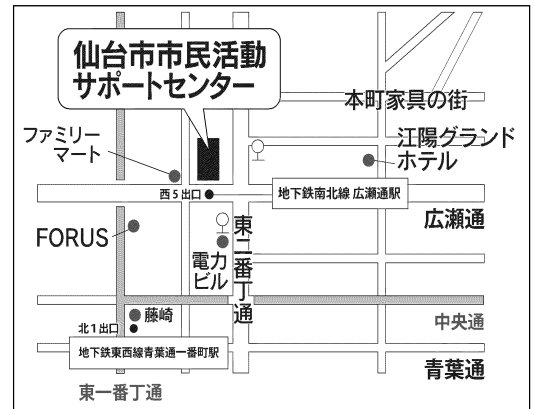 仙台市市民活動
サポートセンター
本町家具の街
ファミリー
マート
江陽グランド
ホテル
西5出口
地下鉄南北線 広瀬通駅
広瀬通
FORUS
東二番丁通
電力
ビル
藤崎
北1出口
中央通
地下鉄東西線青葉通一番町駅
青葉通
東一番丁通